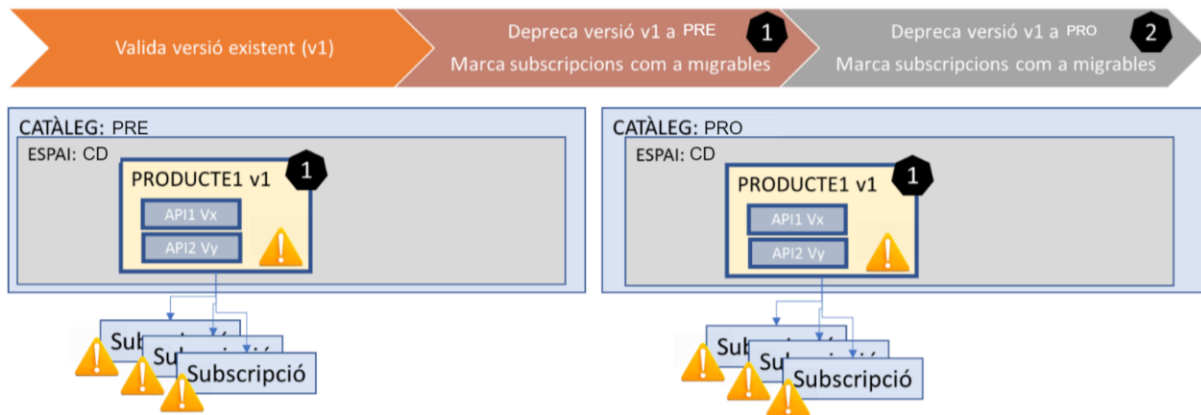 Valida versió existent (v1)
Depreca versió v1 a PRE
Marca subscripcions com a migrables
1
Depreca versió v1 a PRO
Marca subscripcions com a migrables
2
CATÀLEG: PRE
ESPAI: CD
PRODUCTE1 v1
1
API1 Vx
API2 Vy
Subscripció
CATÀLEG: PRO
ESPAI: CD
PRODUCTE1 v1
1
API1 Vx
API2 Vy
Subscripció